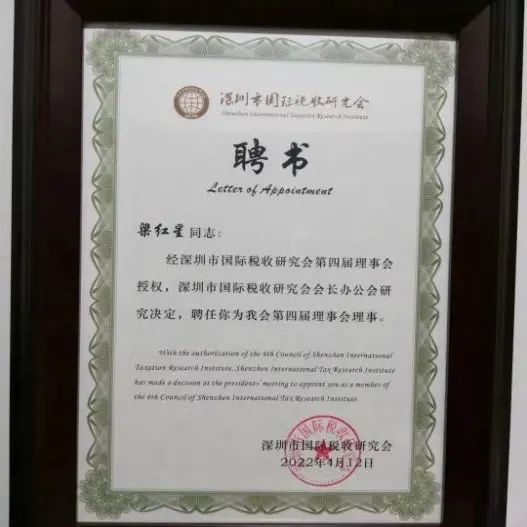 深圳市国际税收研究会
Shenzhen International Taxation Research Institute
聘书
Letter of Appointment
梁红星同志：
经深圳市国际税收研究会第四届理事会
授权，深圳市国际税收研究会会长办公会研
究决定，聘任你为我会第四届理事会理事。
With the authorization of the 4th Council of Shenzhen International
Taxation Research Institute, Shenzhen International Tax Research Institute
has made a decision at the presidents' meeting to appoint you as a member of
the 4th Council of Shenzhen International Tax Research Institute.
深圳市国际税收研究会
2022年1月12日